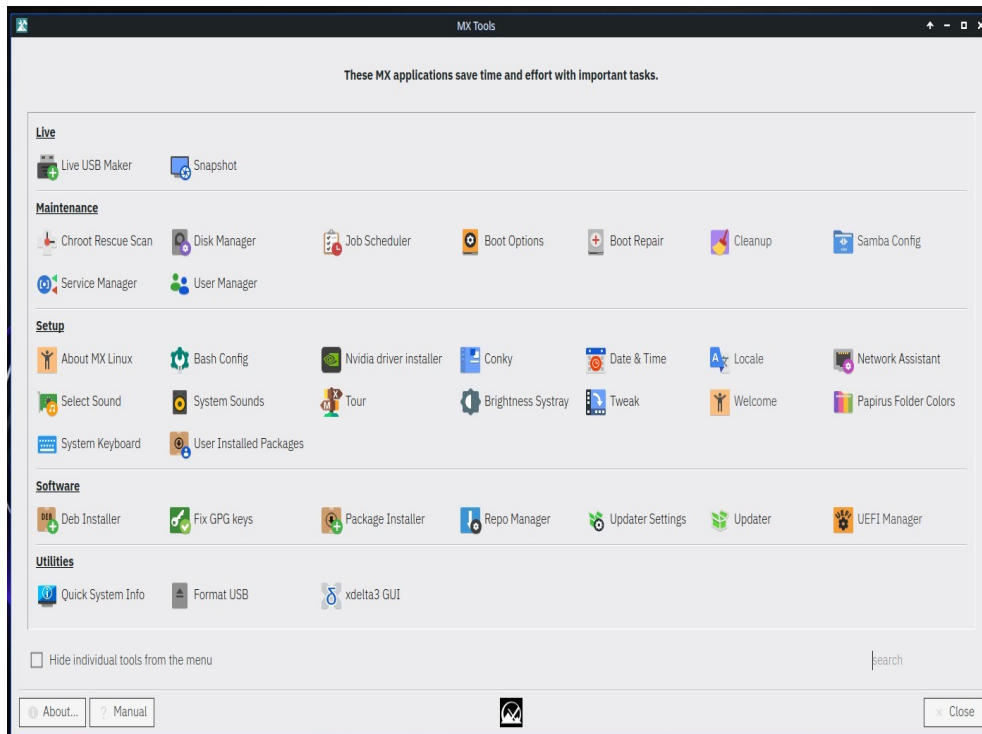 MX Tools
These MX applications save time and effort with important tasks.
Live
Live USB Maker Snapshot
Maintenance
Chroot Rescue Scan Disk Manager Job Scheduler Boot Options Boot Repair Cleanup Samba Config
Service Manager User Manager
Setup
About MX Linux Bash Config Nvidia driver installer Conky Date & Time Locale Network Assistant
Select Sound System Sounds Tour Brightness Systray Tweak Welcome Papirus Folder Colors
System Keyboard User Installed Packages
Software
Deb Installer Fix GPG keys Package Installer Repo Manager Updater Settings Updater UEFI Manager
Utilities
Quick System Info Format USB xdelta3 GUI
Hide individual tools from the menu search
About... ? Manual Close